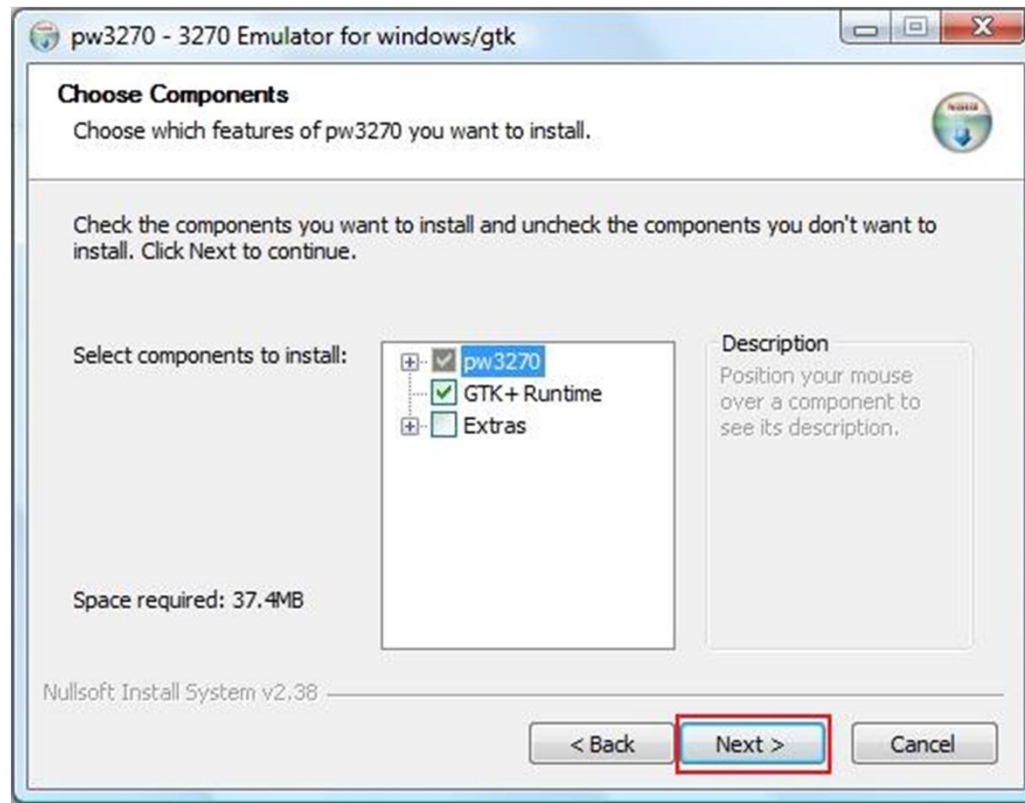 pw3270 - 3270 Emulator for windows/gtk
Choose Components
Choose which features of pw3270 you want to install.
Check the components you want to install and uncheck the components you don't want to
install. Click Next to continue.
Select components to install:
pw3270
GTK+ Runtime
Extras
Description
Position your mouse
over a component to
see its description.
Space required: 37.4MB
Nullsoft Install System v2.38
< Back
Next >
Cancel